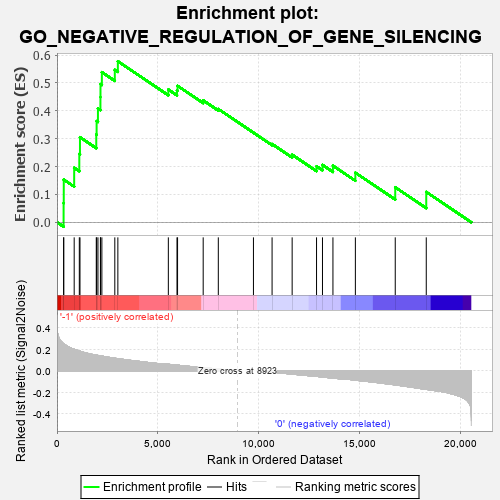 Enrichment plot:
GO_NEGATIVE_REGULATION_OF_GENE_SILENCING
Enrichment score (ES)
0.6
0.5
0.4
0.3
0.2
0.1
0.0
'-1' (positively correlated)
Ranked list metric (Signal2Noise)
0.4
0.2
0.0
-0.2
-0.4
Zero cross at 8923
'0' (negatively correlated)
0 5,000 10,000 15,000 20,000
Rank in Ordered Dataset
Enrichment profile Hits Ranking metric scores